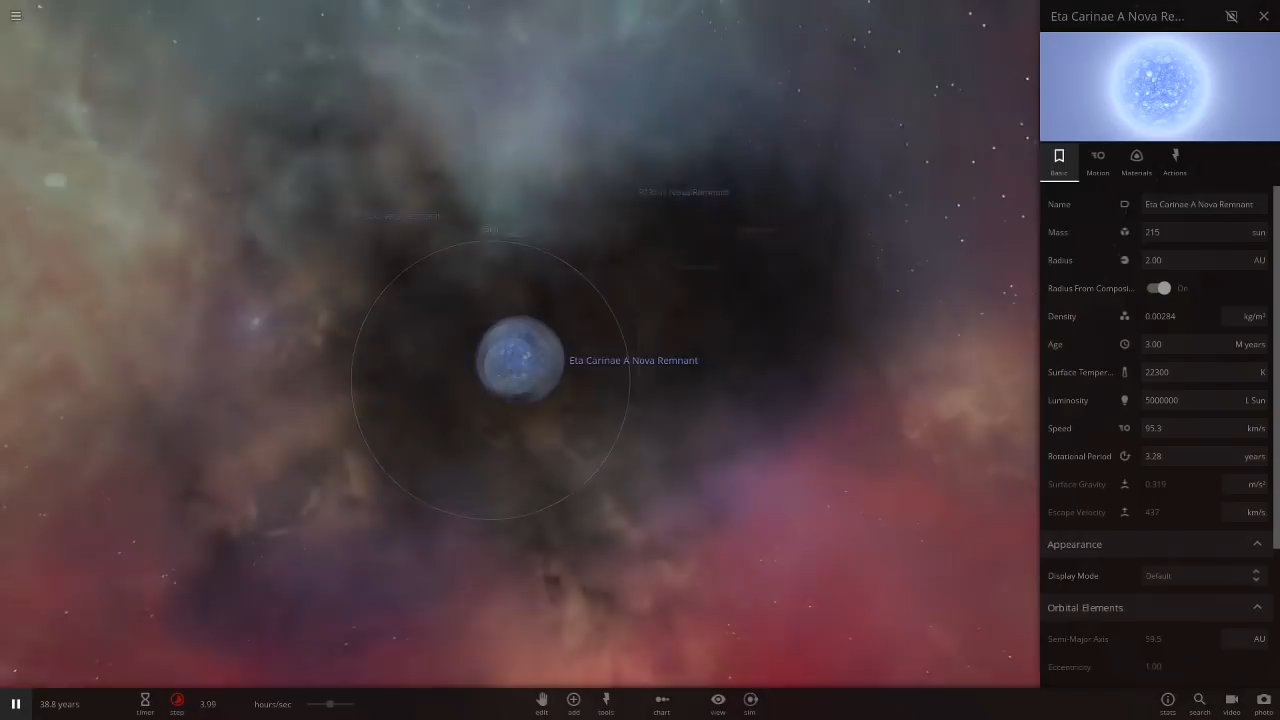 Eta Carinae A Nova Re...
Basic
Motion
Materials
Actions
Name
Eta Carinae A Nova Remnant
Mass
215
sun
Radius
2.00
AU
Radius From Composi...
On
Density
0.00284
kg/m³
Age
3.00
M years
Surface Temper...
22300
K
Luminosity
5000000
L Sun
Speed
95.3
km/s
Rotational Period
3.28
years
Surface Gravity
0.319
m/s²
Escape Velocity
437
km/s
Appearance
Display Mode
Default
Orbital Elements
Semi-Major Axis
59.5
AU
Eccentricity
1.00
Nova Remnant
Remnant
Eta Carinae A Nova Remnant
38.8 years
timer
step
3.99
hours/sec
edit
add
tools
chart
view
sim
stats
search
video
photo